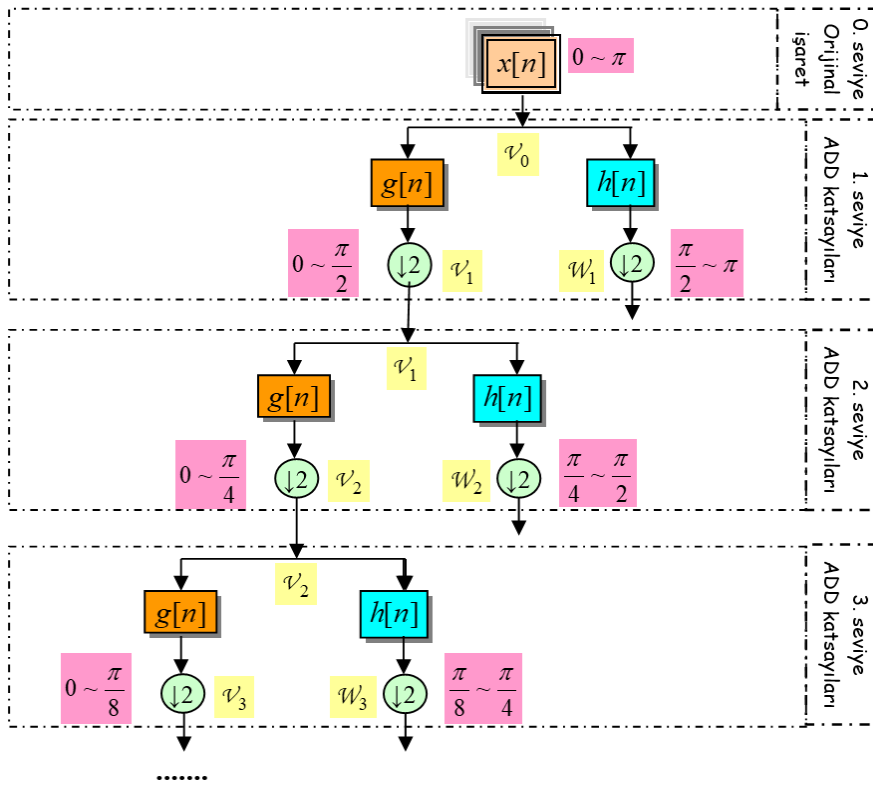 x[n]
0 ~ π
0. seviye
Orijinal
işaret
𝒱0
g[n]
h[n]
0 ~ π/2
↓2
𝒱1
𝒲1
↓2
π/2 ~ π
1. seviye
ADD katsayıları
𝒱1
g[n]
h[n]
0 ~ π/4
↓2
𝒱2
𝒲2
↓2
π/4 ~ π/2
2. seviye
ADD katsayıları
𝒱2
g[n]
h[n]
0 ~ π/8
↓2
𝒱3
𝒲3
↓2
π/8 ~ π/4
3. seviye
ADD katsayıları
.......